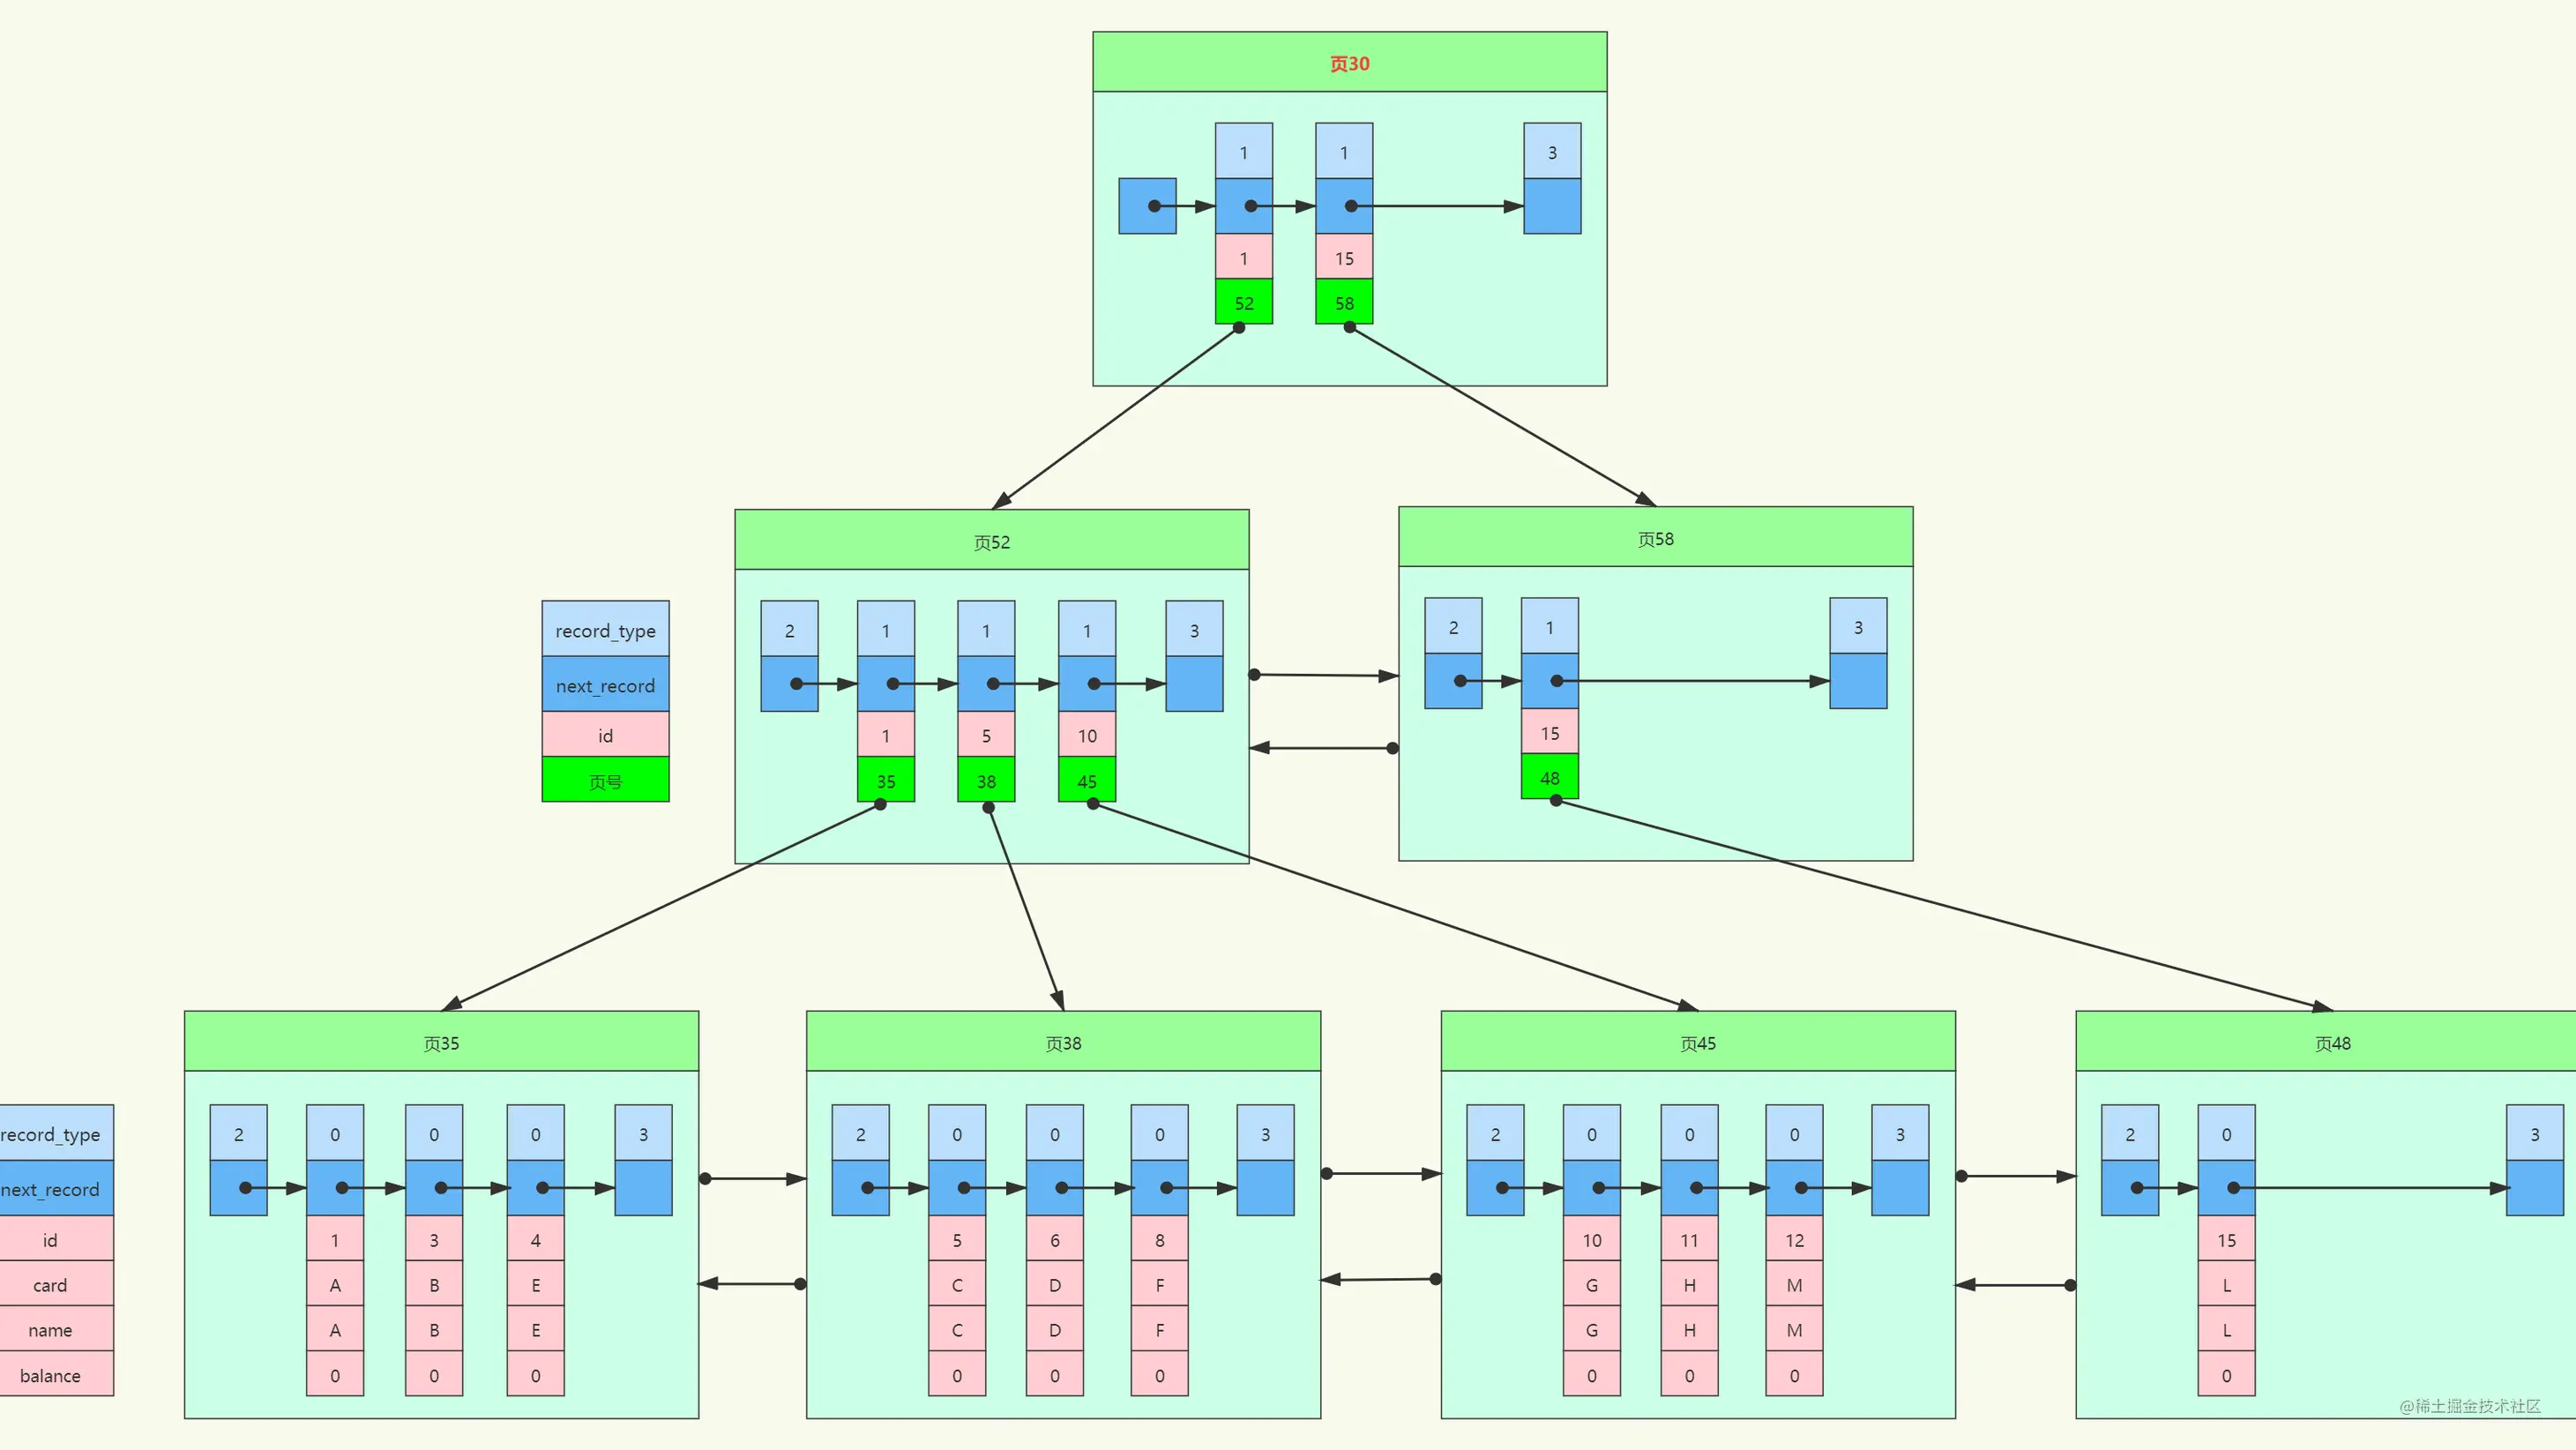 页30
1 1 3
1 15
52 58
页52
2 1 1 1 3
1 5 10
35 38 45
页58
2 1 3
15
48
record_type
next_record
id
页号
页35
2 0 0 0 3
1 3 4
A B E
A B E
0 0 0
页38
2 0 0 0 3
5 6 8
C D F
C D F
0 0 0
页45
2 0 0 0 3
10 11 12
G H M
G H M
0 0 0
页48
2 0 3
15
L
L
0
record_type
next_record
id
card
name
balance
@稀土掘金技术社区